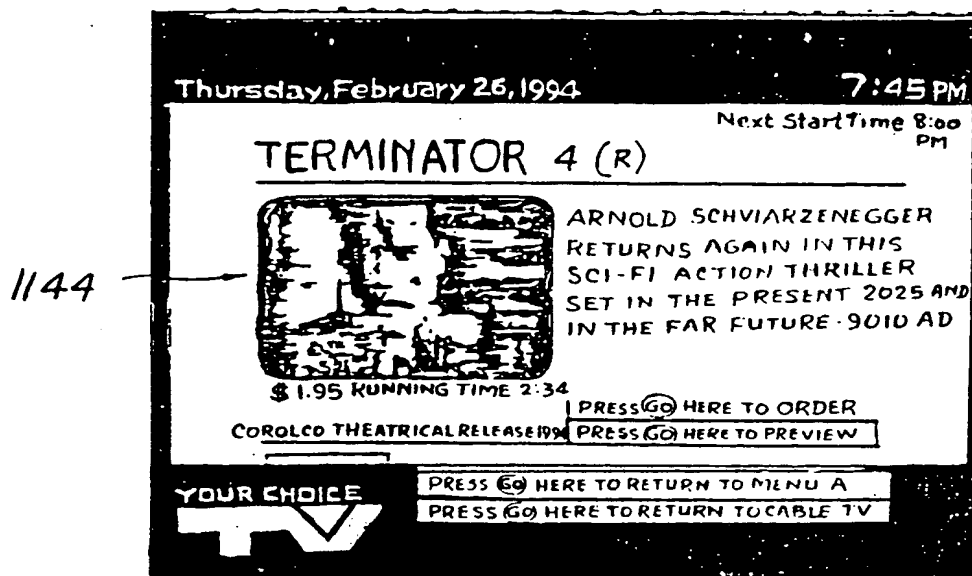 Thursday, February 26, 1994 7:45 PM
Next Start Time 8:00
PM
TERMINATOR 4 (R)
ARNOLD SCHVIARZENEGGER
RETURNS AGAIN IN THIS
SCI-FI ACTION THRILLER
SET IN THE PRESENT 2025 AND
IN THE FAR FUTURE·9010 AD
1144
$ 1.95 RUNNING TIME 2:34
PRESS GO HERE TO ORDER
COROLCO THEATRICAL RELEASE
PRESS GO HERE TO PREVIEW
YOUR CHOICE
TV
PRESS GO HERE TO RETURN TO MENU A
PRESS GO HERE TO RETURN TO CABLE TV